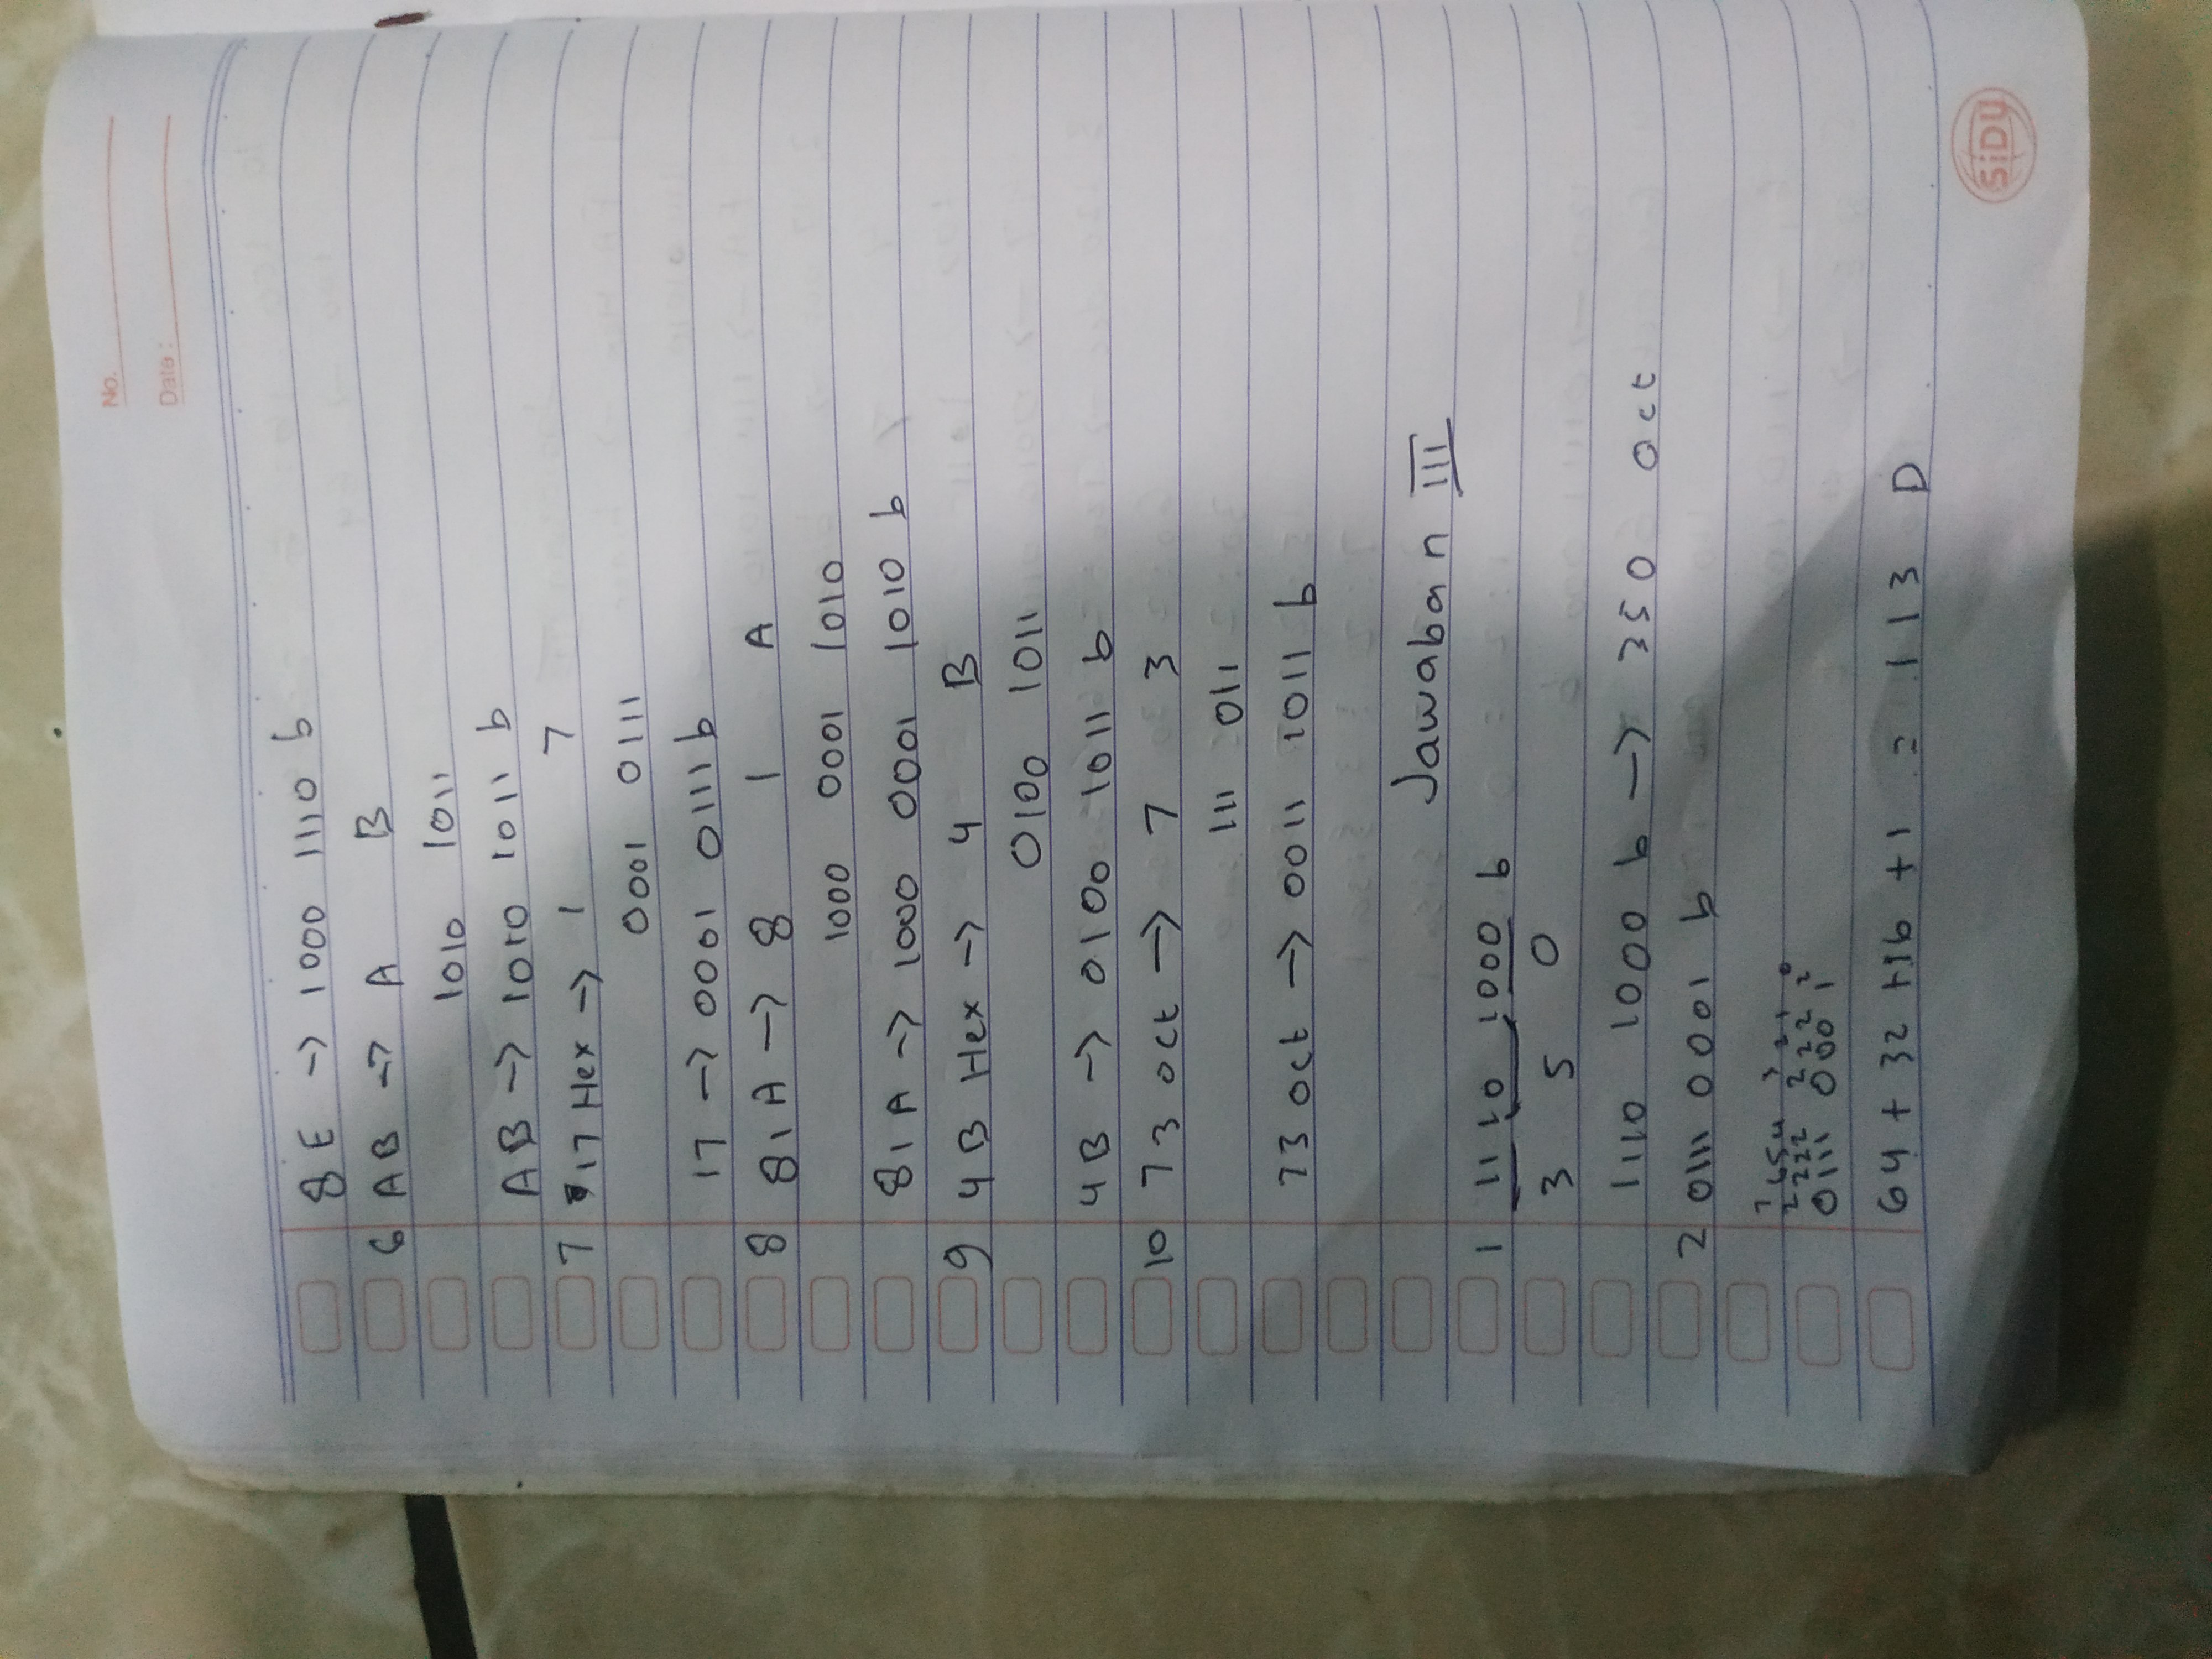 No.
Date :
8E -> 1000 1110 b
6 AB -> A B
1010 1011
AB -> 1010 1011 b
7 17 Hex -> 1 7
0001 0111
17 -> 0001 0111 b
8 81A -> 8 1 A
1000 0001 1010
81A -> 1000 0001 1010 b
9 4B Hex -> 4 B
0100 1011
4B -> 0100 1011 b
10 73 oct -> 7 3
111 011
73 oct -> 0011 1011 b
Jawaban III
1 1110 1000 b
3 5 0
1110 1000 b -> 350 oct
2 0111 0001 b
7 6 5 4 3 2 1 0
2 2 2 2 2 2 2 2
0111 000 1
64 + 32 + 16 + 1 = 113 D
SiDU